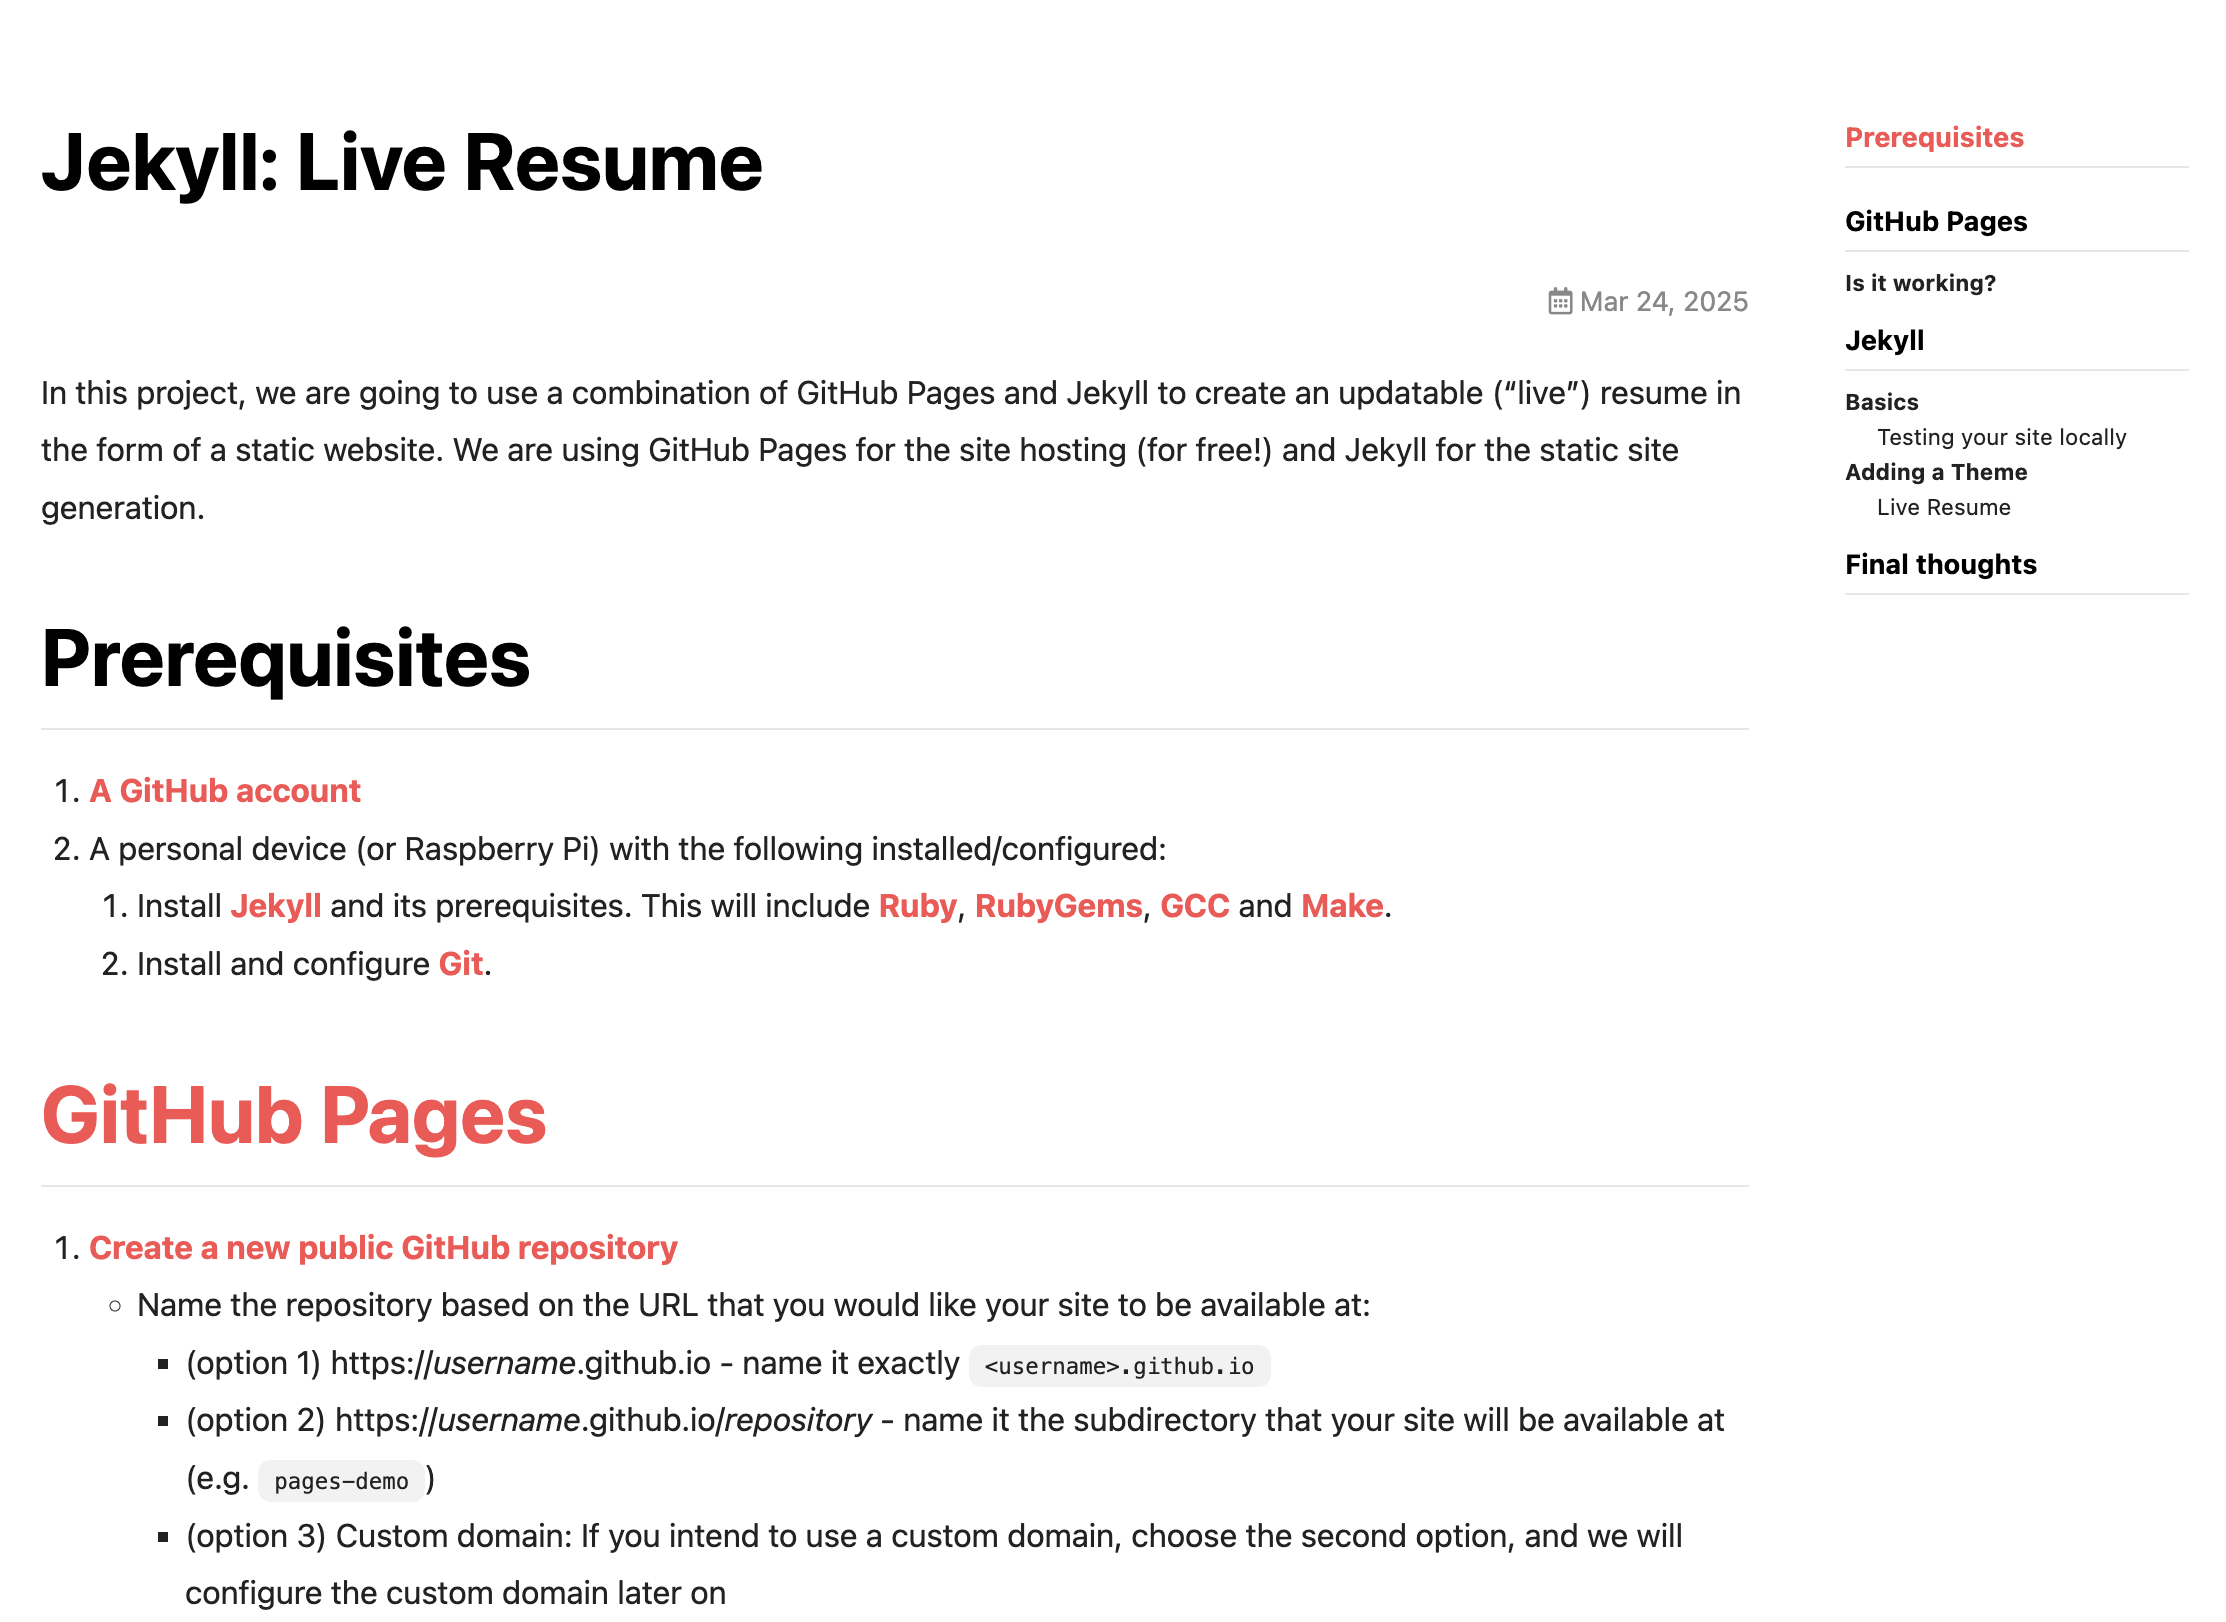 Jekyll: Live Resume
Mar 24, 2025
In this project, we are going to use a combination of GitHub Pages and Jekyll to create an updatable (“live”) resume in
the form of a static website. We are using GitHub Pages for the site hosting (for free!) and Jekyll for the static site
generation.
Prerequisites
1. A GitHub account
2. A personal device (or Raspberry Pi) with the following installed/configured:
1. Install Jekyll and its prerequisites. This will include Ruby, RubyGems, GCC and Make.
2. Install and configure Git.
GitHub Pages
1. Create a new public GitHub repository
Name the repository based on the URL that you would like your site to be available at:
(option 1) https://username.github.io - name it exactly <username>.github.io
(option 2) https://username.github.io/repository - name it the subdirectory that your site will be available at
(e.g. pages-demo )
(option 3) Custom domain: If you intend to use a custom domain, choose the second option, and we will
configure the custom domain later on
Prerequisites
GitHub Pages
Is it working?
Jekyll
Basics
Testing your site locally
Adding a Theme
Live Resume
Final thoughts